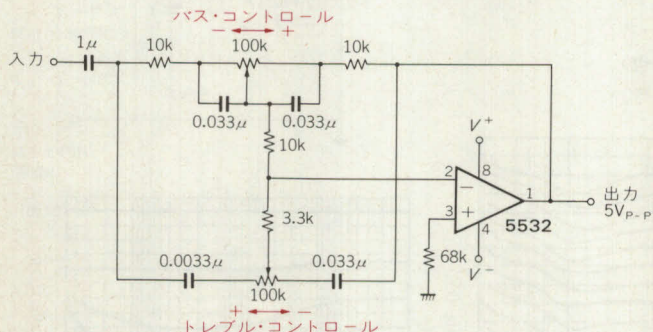 バス・コントロール
− +
1μ
10k
100k
10k
入力
0.033μ
0.033μ
10k
V+
2
−
8
1
出力
5VP-P
3
+
4
5532
3.3k
68k
V−
0.0033μ
0.033μ
100k
+ −
トレブル・コントロール